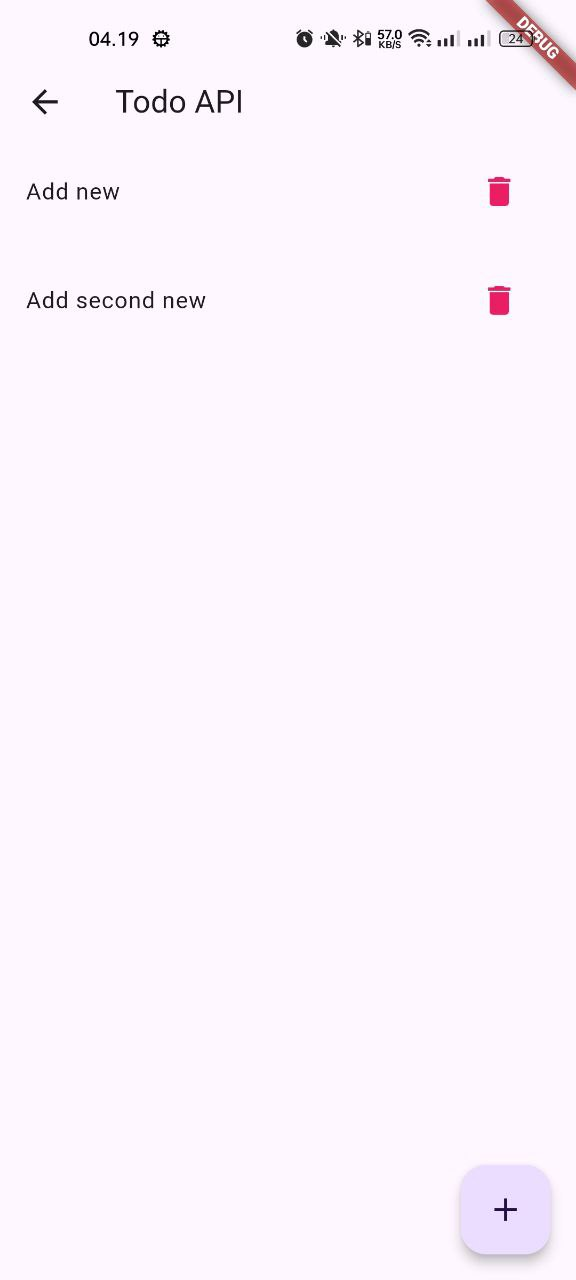 04.19 57.0 KB/S 24
DEBUG
Todo API
Add new
Add second new